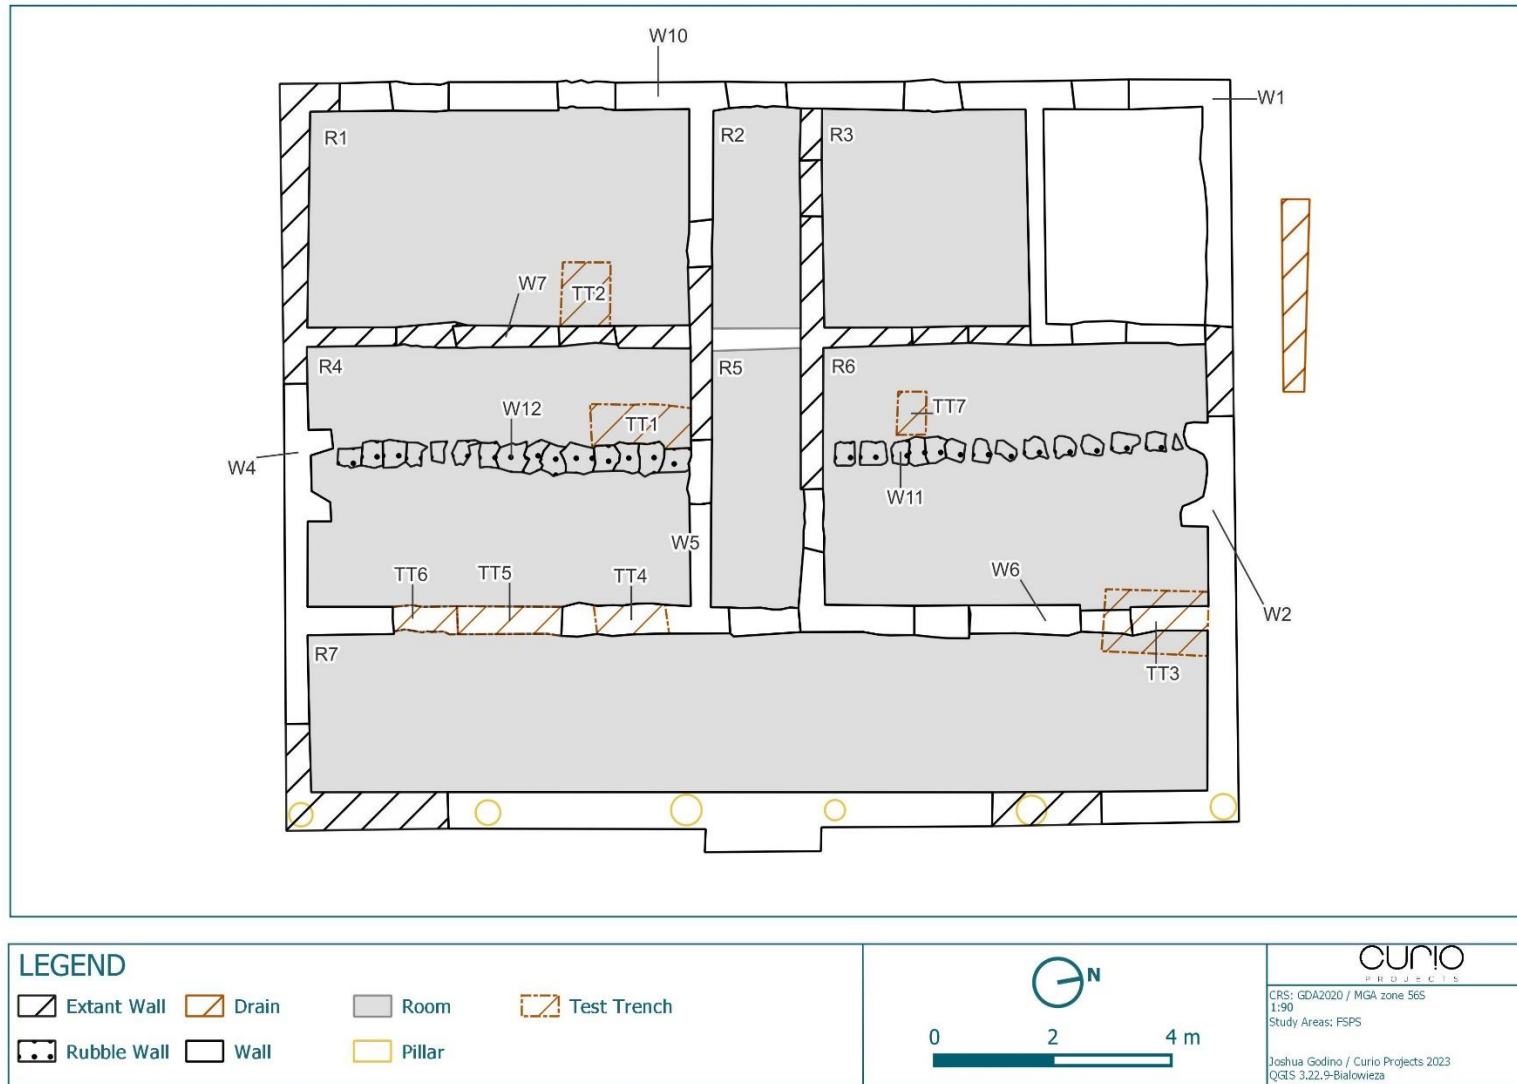 W10
W1
R1
R2
R3
TT2
W7
R4
R5
R6
W12
TT1
TT7
W4
W11
W5
W6
TT6
TT5
TT4
W2
R7
TT3
LEGEND
Extant Wall
Drain
Room
Test Trench
Rubble Wall
Wall
Pillar
N
0 2 4 m
CURIO
PROJECTS
CRS: GDA2020 / MGA zone 56S
1:90
Study Areas: FSPS
Joshua Godino / Curio Projects 2023
QGIS 3.22.9-Bialowieza